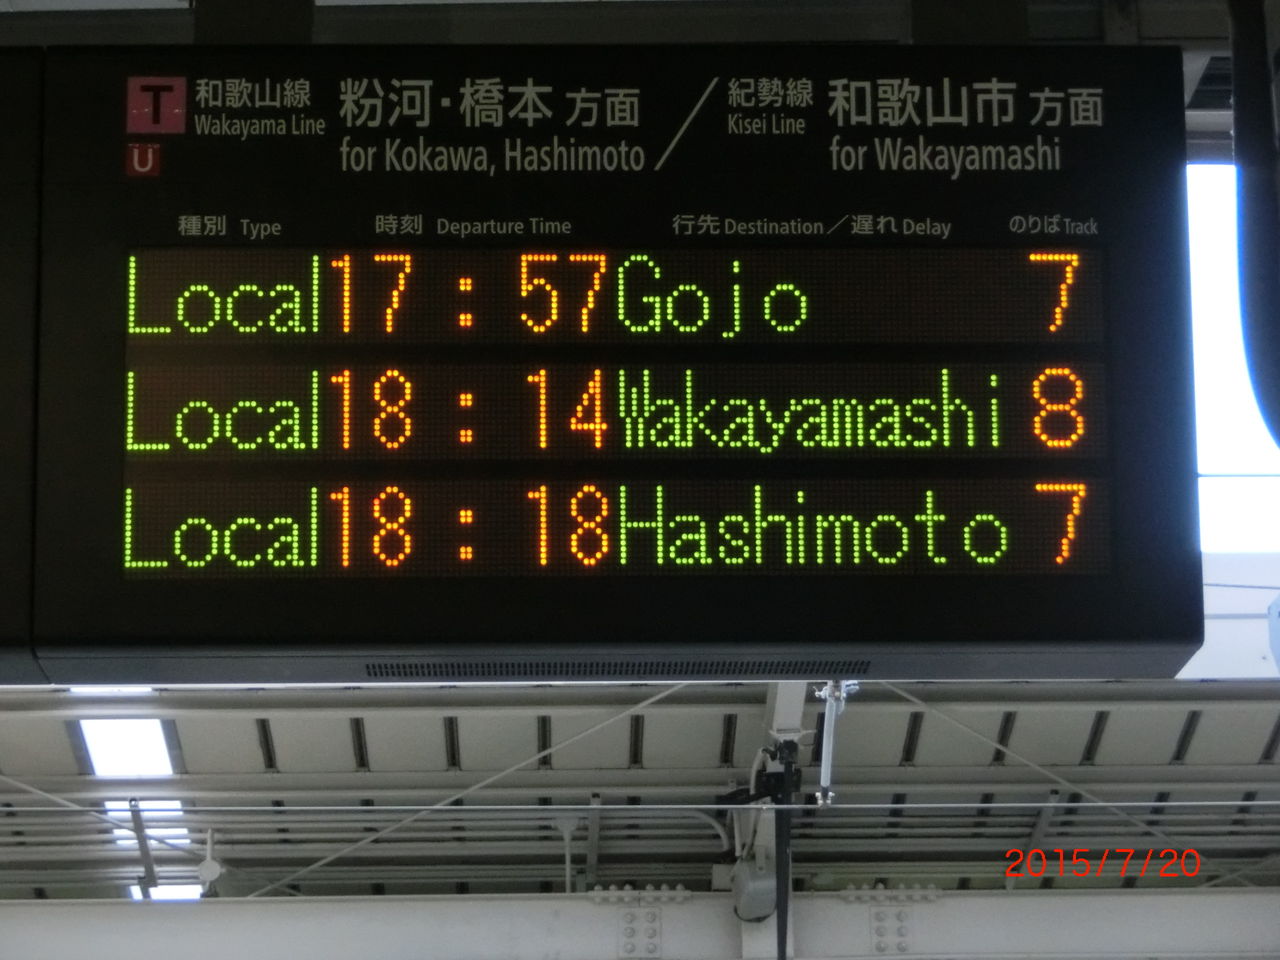 T 和歌山線 粉河・橋本 方面 ／ 紀勢線 和歌山市 方面
Wakayama Line for Kokawa, Hashimoto Kisei Line for Wakayamashi
U
種別 Type 時刻 Departure Time 行先 Destination ／遅れ Delay のりば Track
Local 17:57 Gojo 7
Local 18:14 Wakayamashi 8
Local 18:18 Hashimoto 7
2015/7/20